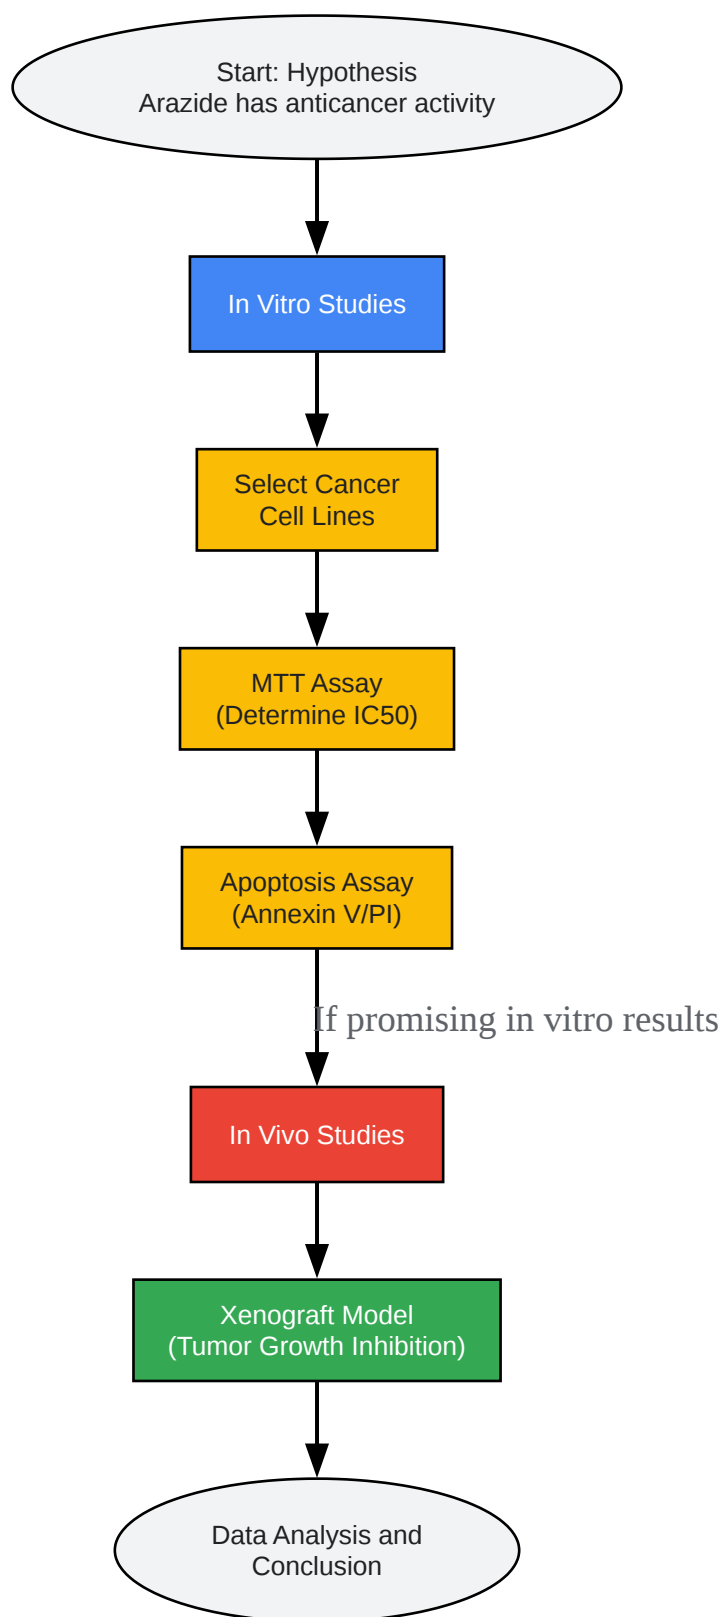 Start: Hypothesis
Arazide has anticancer activity
In Vitro Studies
Select Cancer
Cell Lines
MTT Assay
(Determine IC50)
Apoptosis Assay
(Annexin V/PI)
If promising in vitro results
In Vivo Studies
Xenograft Model
(Tumor Growth Inhibition)
Data Analysis and
Conclusion